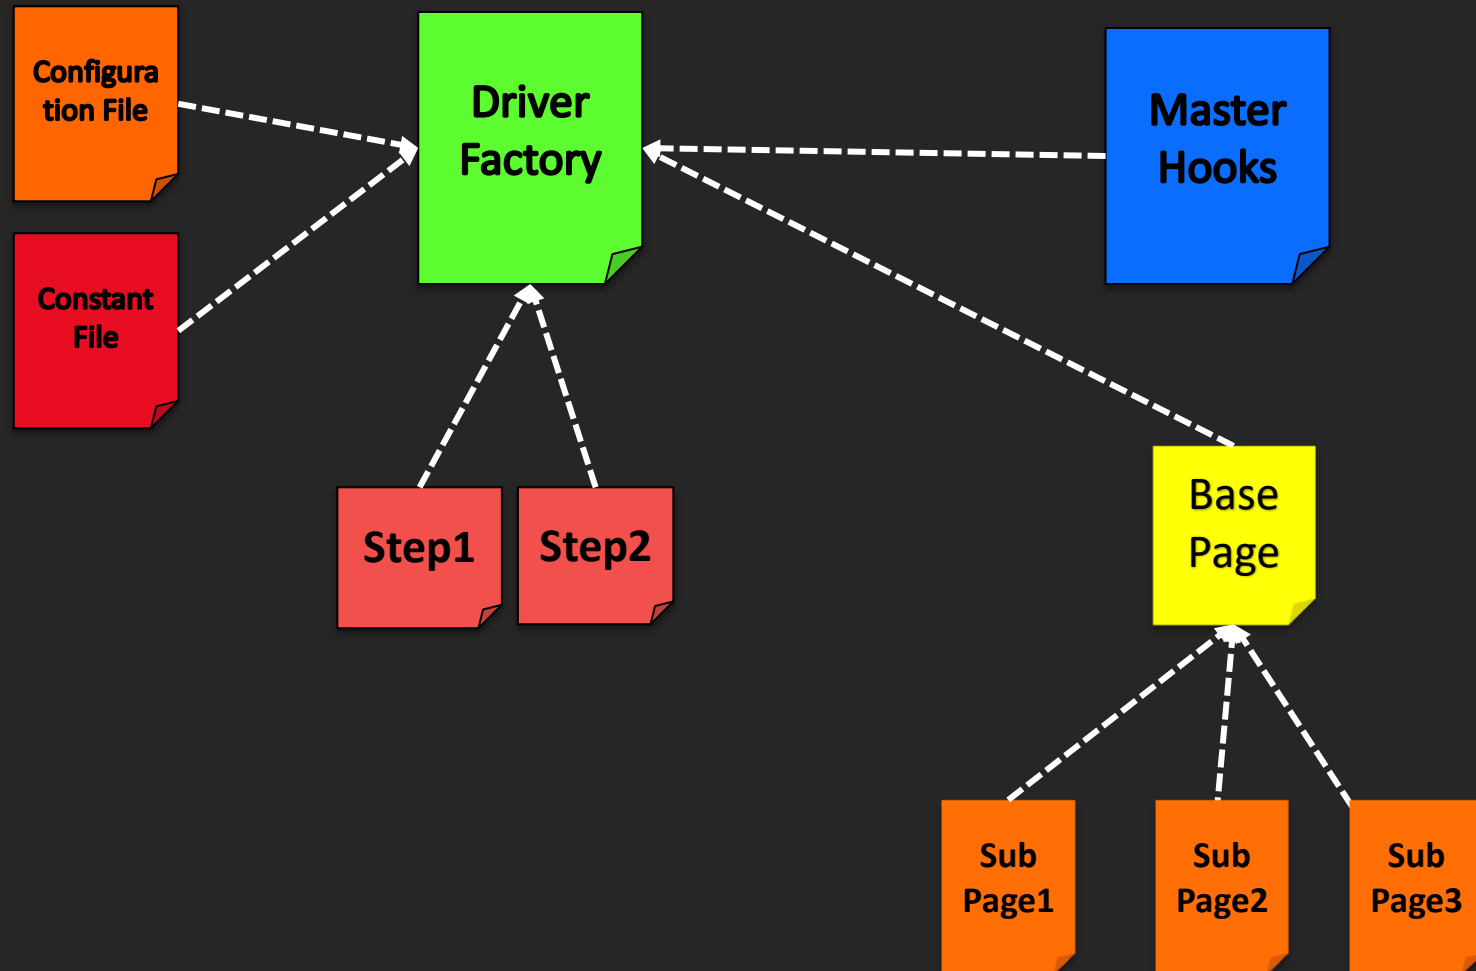 Configura
tion File
Driver
Factory
Master
Hooks
Constant
File
Step1
Step2
Base
Page
Sub
Page1
Sub
Page2
Sub
Page3